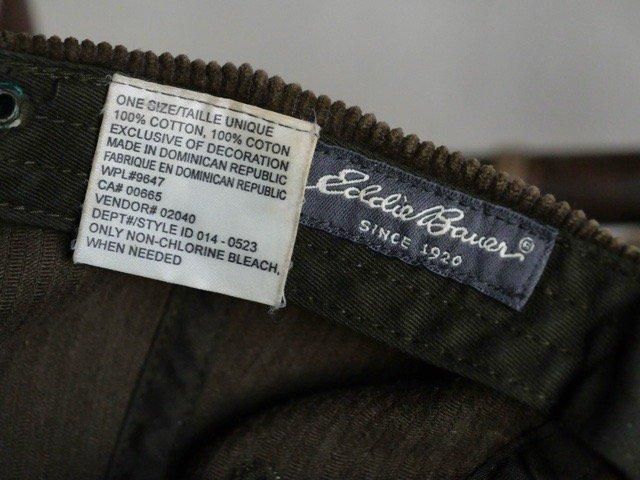 ONE SIZE/TAILLE UNIQUE
100% COTTON, 100% COTON
EXCLUSIVE OF DECORATION
MADE IN DOMINICAN REPUBLIC
FABRIQUE EN DOMINICAN REPUBLIC
WPL#9647
CA# 00665
VENDOR# 02040
DEPT#/STYLE ID 014 - 0523
ONLY NON-CHLORINE BLEACH.
WHEN NEEDED
Eddie Bauer®
SINCE 1920